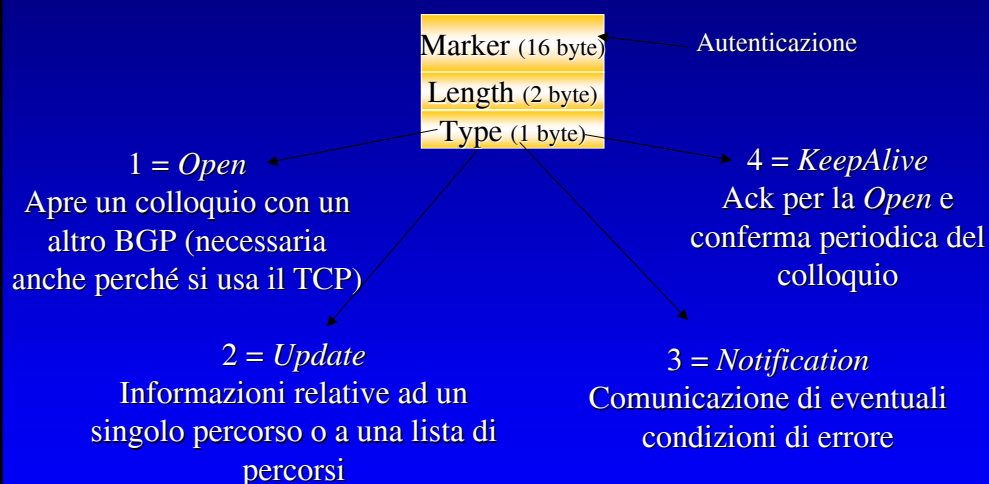 Marker (16 byte)
Autenticazione
Length (2 byte)
Type (1 byte)
1 = Open
Apre un colloquio con un
altro BGP (necessaria
anche perché si usa il TCP)
4 = KeepAlive
Ack per la Open e
conferma periodica del
colloquio
2 = Update
Informazioni relative ad un
singolo percorso o a una lista di
percorsi
3 = Notification
Comunicazione di eventuali
condizioni di errore